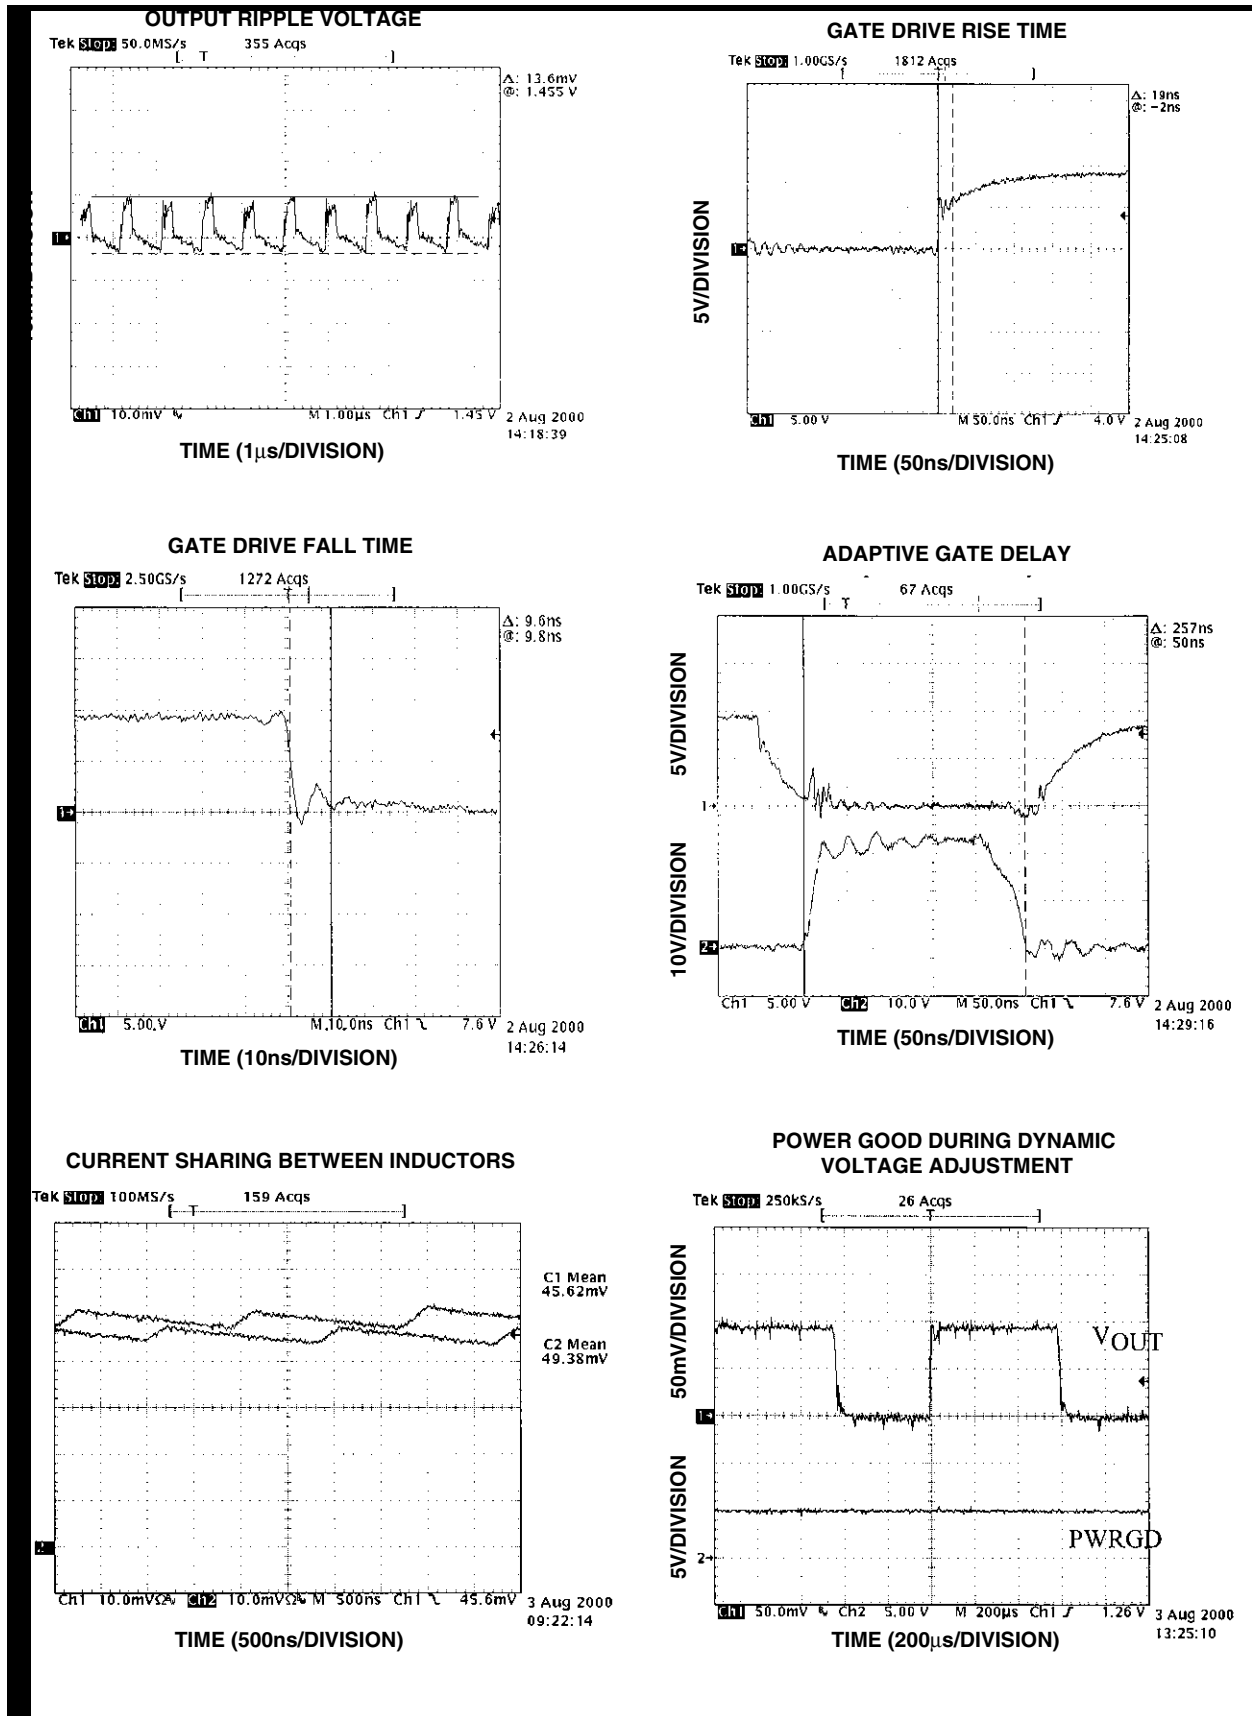 OUTPUT RIPPLE VOLTAGE
Tek Stop: 50.0MS/s 355 Acqs
[ T ]
Δ: 13.6mV
@: 1.455 V
1→
Ch1 10.0mV M 1.00µs Ch1 1.45 V
2 Aug 2000
14:18:39
TIME (1µs/DIVISION)
GATE DRIVE RISE TIME
Tek Stop: 1.00GS/s 1812 Acqs
Δ: 19ns
@: -2ns
5V/DIVISION
1→
Ch1 5.00 V M 50.0ns Ch1 4.0 V
2 Aug 2000
14:25:08
TIME (50ns/DIVISION)
GATE DRIVE FALL TIME
Tek Stop: 2.50GS/s 1272 Acqs
Δ: 9.6ns
@: 9.8ns
1→
Ch1 5.00 V M 10.0ns Ch1 7.6 V
2 Aug 2000
14:26:14
TIME (10ns/DIVISION)
ADAPTIVE GATE DELAY
Tek Stop: 1.00GS/s 67 Acqs
[ T ]
Δ: 257ns
@: 50ns
5V/DIVISION
10V/DIVISION
1→
2→
Ch1 5.00 V Ch2 10.0 V M 50.0ns Ch1 7.6 V
2 Aug 2000
14:29:16
TIME (50ns/DIVISION)
CURRENT SHARING BETWEEN INDUCTORS
Tek Stop: 100MS/s 159 Acqs
[ T ]
C1 Mean
45.62mV
C2 Mean
49.38mV
2
Ch1 10.0mVΩ Ch2 10.0mVΩ M 500ns Ch1 45.6mV
3 Aug 2000
09:22:14
TIME (500ns/DIVISION)
POWER GOOD DURING DYNAMIC
VOLTAGE ADJUSTMENT
Tek Stop: 250kS/s 26 Acqs
[ T ]
50mV/DIVISION
5V/DIVISION
VOUT
1→
PWRGD
2→
Ch1 50.0mV Ch2 5.00 V M 200µs Ch1 1.26 V
3 Aug 2000
13:25:10
TIME (200µs/DIVISION)